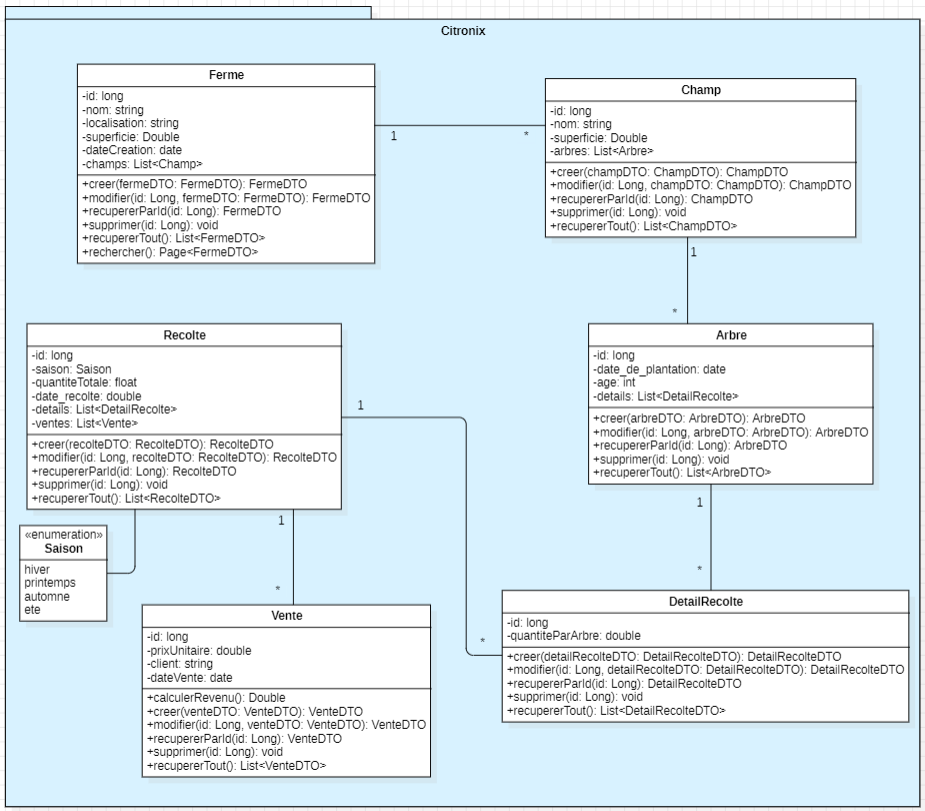 Citronix
Ferme
-id: long
-nom: string
-localisation: string
-superficie: Double
-dateCreation: date
-champs: List<Champ>
+creer(fermeDTO: FermeDTO): FermeDTO
+modifier(id: Long, fermeDTO: FermeDTO): FermeDTO
+recupererParId(id: Long): FermeDTO
+supprimer(id: Long): void
+recupererTout(): List<FermeDTO>
+rechercher(): Page<FermeDTO>
1
*
Champ
-id: long
-nom: string
-superficie: Double
-arbres: List<Arbre>
+creer(champDTO: ChampDTO): ChampDTO
+modifier(id: Long, champDTO: ChampDTO): ChampDTO
+recupererParId(id: Long): ChampDTO
+supprimer(id: Long): void
+recupererTout(): List<ChampDTO>
1
*
Recolte
-id: long
-saison: Saison
-quantiteTotale: float
-date_recolte: double
-details: List<DetailRecolte>
-ventes: List<Vente>
+creer(recolteDTO: RecolteDTO): RecolteDTO
+modifier(id: Long, recolteDTO: RecolteDTO): RecolteDTO
+recupererParId(id: Long): RecolteDTO
+supprimer(id: Long): void
+recupererTout(): List<RecolteDTO>
1
*
Arbre
-id: long
-date_de_plantation: date
-age: int
-details: List<DetailRecolte>
+creer(arbreDTO: ArbreDTO): ArbreDTO
+modifier(id: Long, arbreDTO: ArbreDTO): ArbreDTO
+recupererParId(id: Long): ArbreDTO
+supprimer(id: Long): void
+recupererTout(): List<ArbreDTO>
1
*
«enumeration»
Saison
hiver
printemps
automne
ete
1
*
Vente
-id: long
-prixUnitaire: double
-client: string
-dateVente: date
+calculerRevenu(): Double
+creer(venteDTO: VenteDTO): VenteDTO
+modifier(id: Long, venteDTO: VenteDTO): VenteDTO
+recupererParId(id: Long): VenteDTO
+supprimer(id: Long): void
+recupererTout(): List<VenteDTO>
DetailRecolte
-id: long
-quantiteParArbre: double
+creer(detailRecolteDTO: DetailRecolteDTO): DetailRecolteDTO
+modifier(id: Long, detailRecolteDTO: DetailRecolteDTO): DetailRecolteDTO
+recupererParId(id: Long): DetailRecolteDTO
+supprimer(id: Long): void
+recupererTout(): List<DetailRecolteDTO>